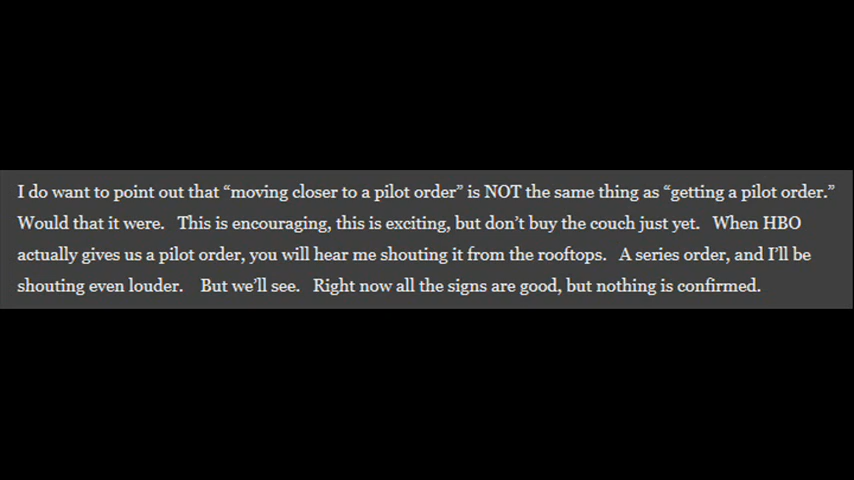 I do want to point out that “moving closer to a pilot order” is NOT the same thing as “getting a pilot order.”
Would that it were.   This is encouraging, this is exciting, but don’t buy the couch just yet.   When HBO
actually gives us a pilot order, you will hear me shouting it from the rooftops.   A series order, and I’ll be
shouting even louder.    But we’ll see.   Right now all the signs are good, but nothing is confirmed.